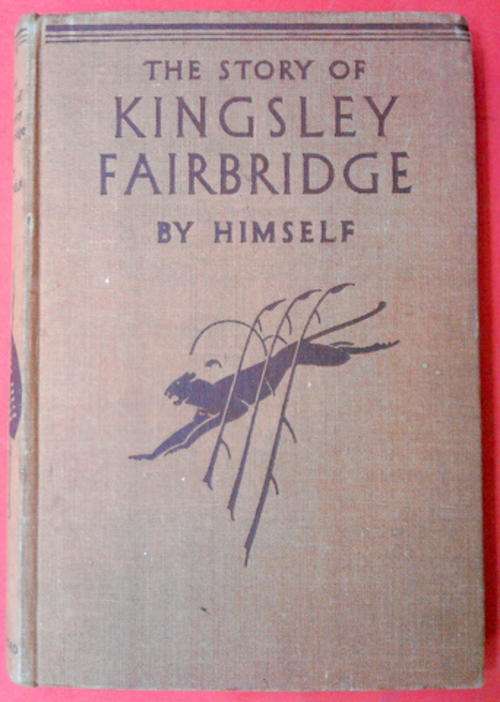 THE STORY OF
KINGSLEY
FAIRBRIDGE
BY HIMSELF